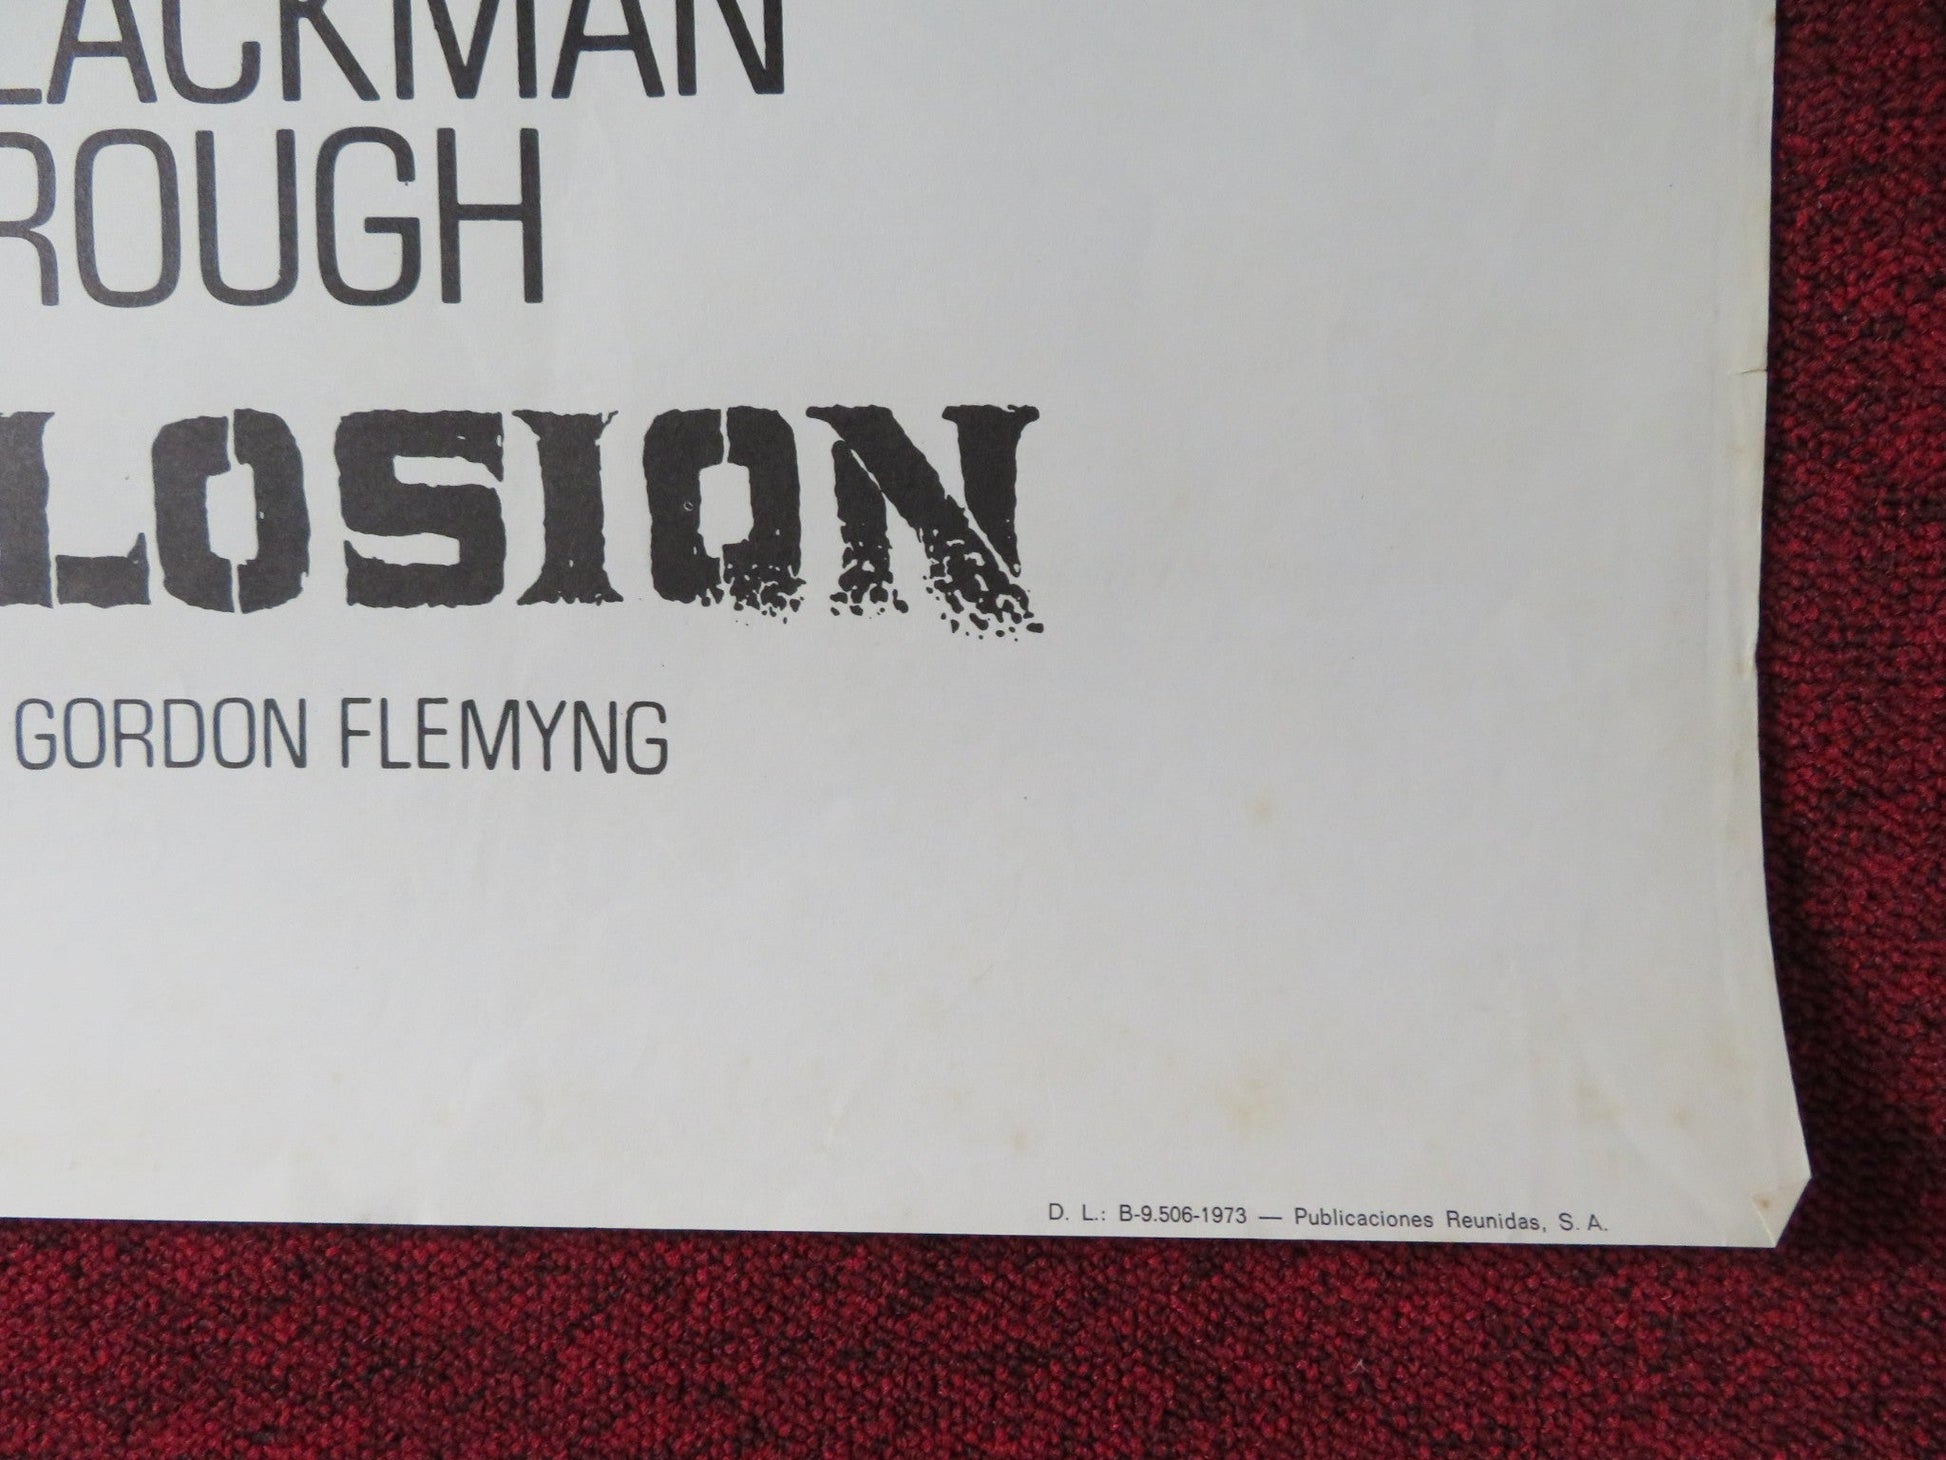 LACKMAN
ROUGH
LOSION
GORDON FLEMYNG
D. L.: B-9.506-1973 — Publicaciones Reunidas, S. A.